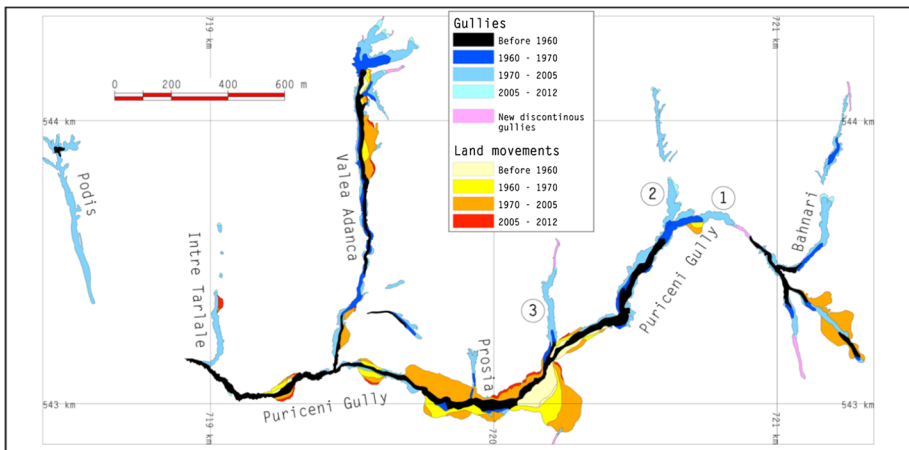 719 km
721 km
Gullies
Before 1960
1960 - 1970
1970 - 2005
2005 - 2012
New discontinous
gullies
Land movements
Before 1960
1960 - 1970
1970 - 2005
2005 - 2012
0 200 400 600 m
544 km
544 km
Podis
Valea Adanca
Intre Tarlale
2
1
Bahnari
Puriceni Gully
3
Prosia
Puriceni Gully
543 km
543 km
719 km
720
721 km